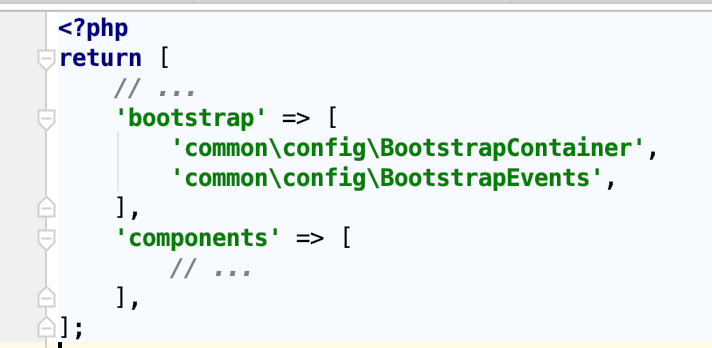 <?php
return [
    // ...
    'bootstrap' => [
        'common\config\BootstrapContainer',
        'common\config\BootstrapEvents',
    ],
    'components' => [
        // ...
    ],
];